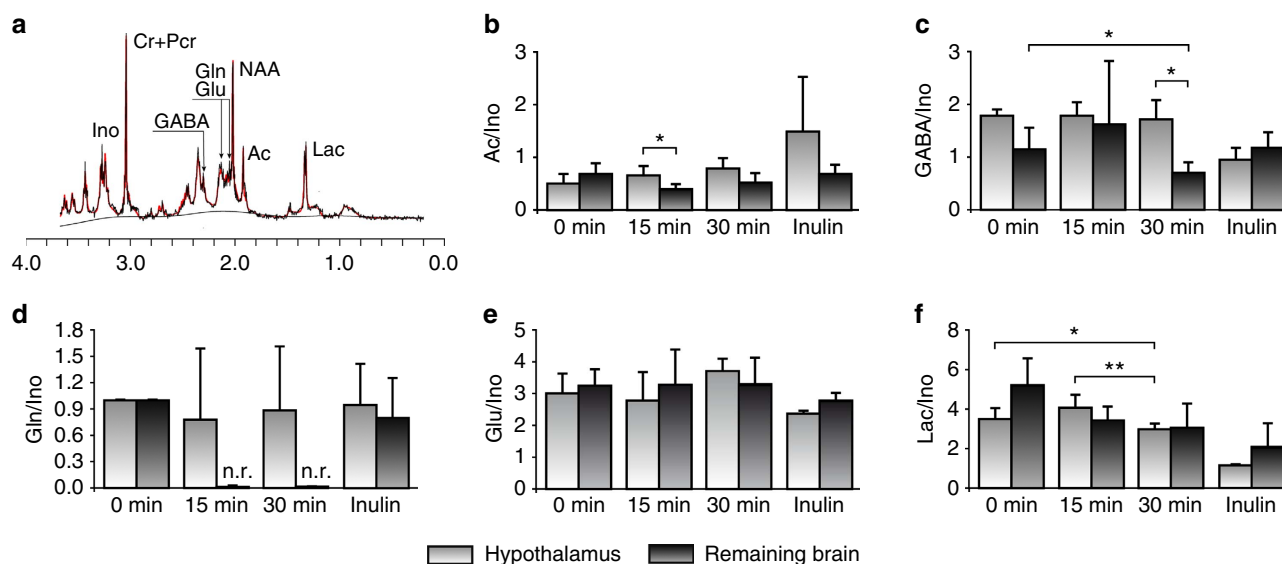 a
Cr+Pcr
Gln
Glu
NAA
GABA
Ino
Ac
Lac
4.0 3.0 2.0 1.0 0.0
b
Ac/Ino
3
2
1
0
*
0 min 15 min 30 min Inulin
c
GABA/Ino
3
2
1
0
*
*
0 min 15 min 30 min Inulin
d
Gln/Ino
1.8
1.5
1.2
0.9
0.6
0.3
0.0
n.r. n.r.
0 min 15 min 30 min Inulin
e
Glu/Ino
5
4
3
2
1
0
0 min 15 min 30 min Inulin
f
Lac/Ino
8
6
4
2
0
*
**
0 min 15 min 30 min Inulin
Hypothalamus Remaining brain